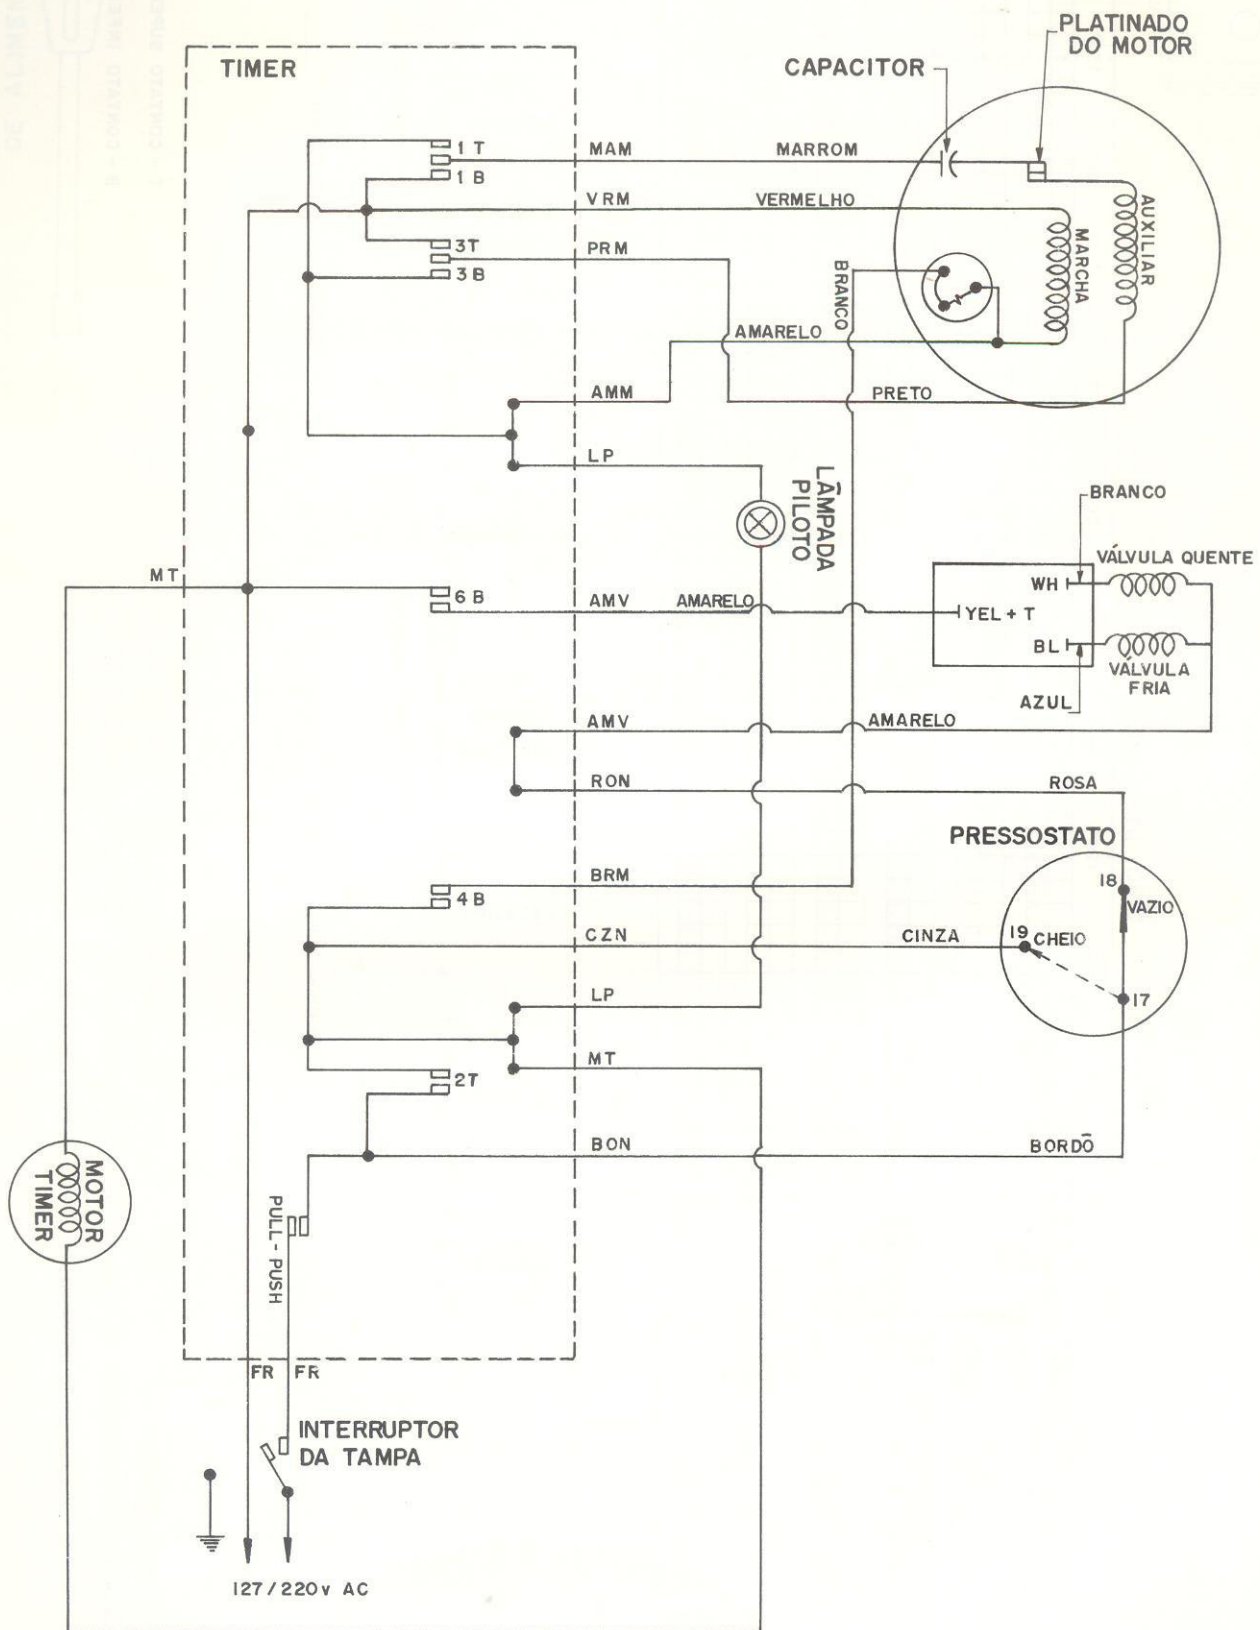 PLATINADO
DO MOTOR
CAPACITOR
TIMER
1 T
MAM
MARROM
1 B
VRM
VERMELHO
AUXILIAR
MARCHA
3T
PRM
3 B
BRANCO
AMARELO
AMM
PRETO
LP
LÂMPADA
PILOTO
BRANCO
VÁLVULA QUENTE
MT
WH
6 B
AMV
AMARELO
YEL + T
BL
VÁLVULA
FRIA
AZUL
AMV
AMARELO
RON
ROSA
PRESSOSTATO
18
VAZIO
BRM
4 B
CZN
CINZA
19
CHEIO
LP
17
MT
2T
BON
BORDÔ
MOTOR
TIMER
PULL - PUSH
FR
FR
INTERRUPTOR
DA TAMPA
127 / 220 v AC